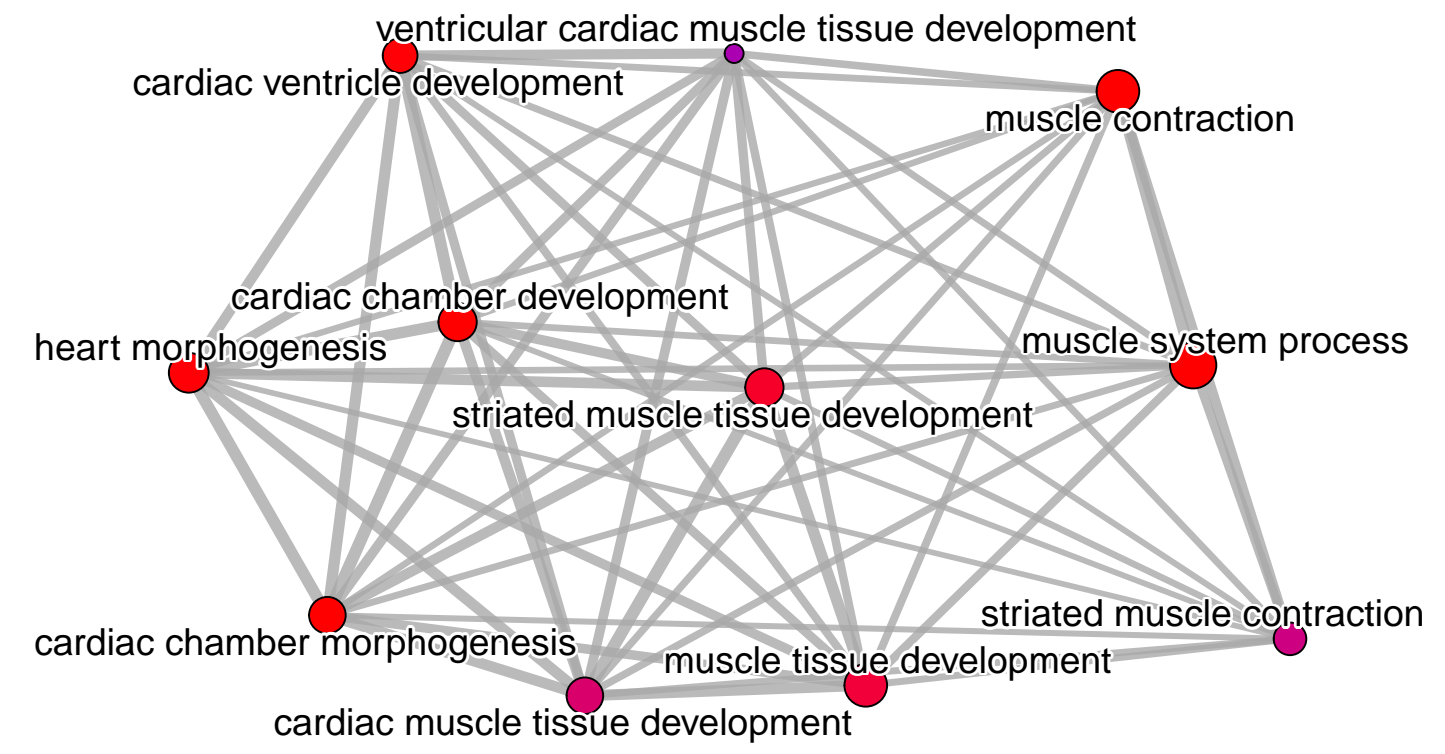 ventricular cardiac muscle tissue development
cardiac ventricle development
muscle contraction
cardiac chamber development
heart morphogenesis
muscle system process
striated muscle tissue development
striated muscle contraction
cardiac chamber morphogenesis
muscle tissue development
cardiac muscle tissue development